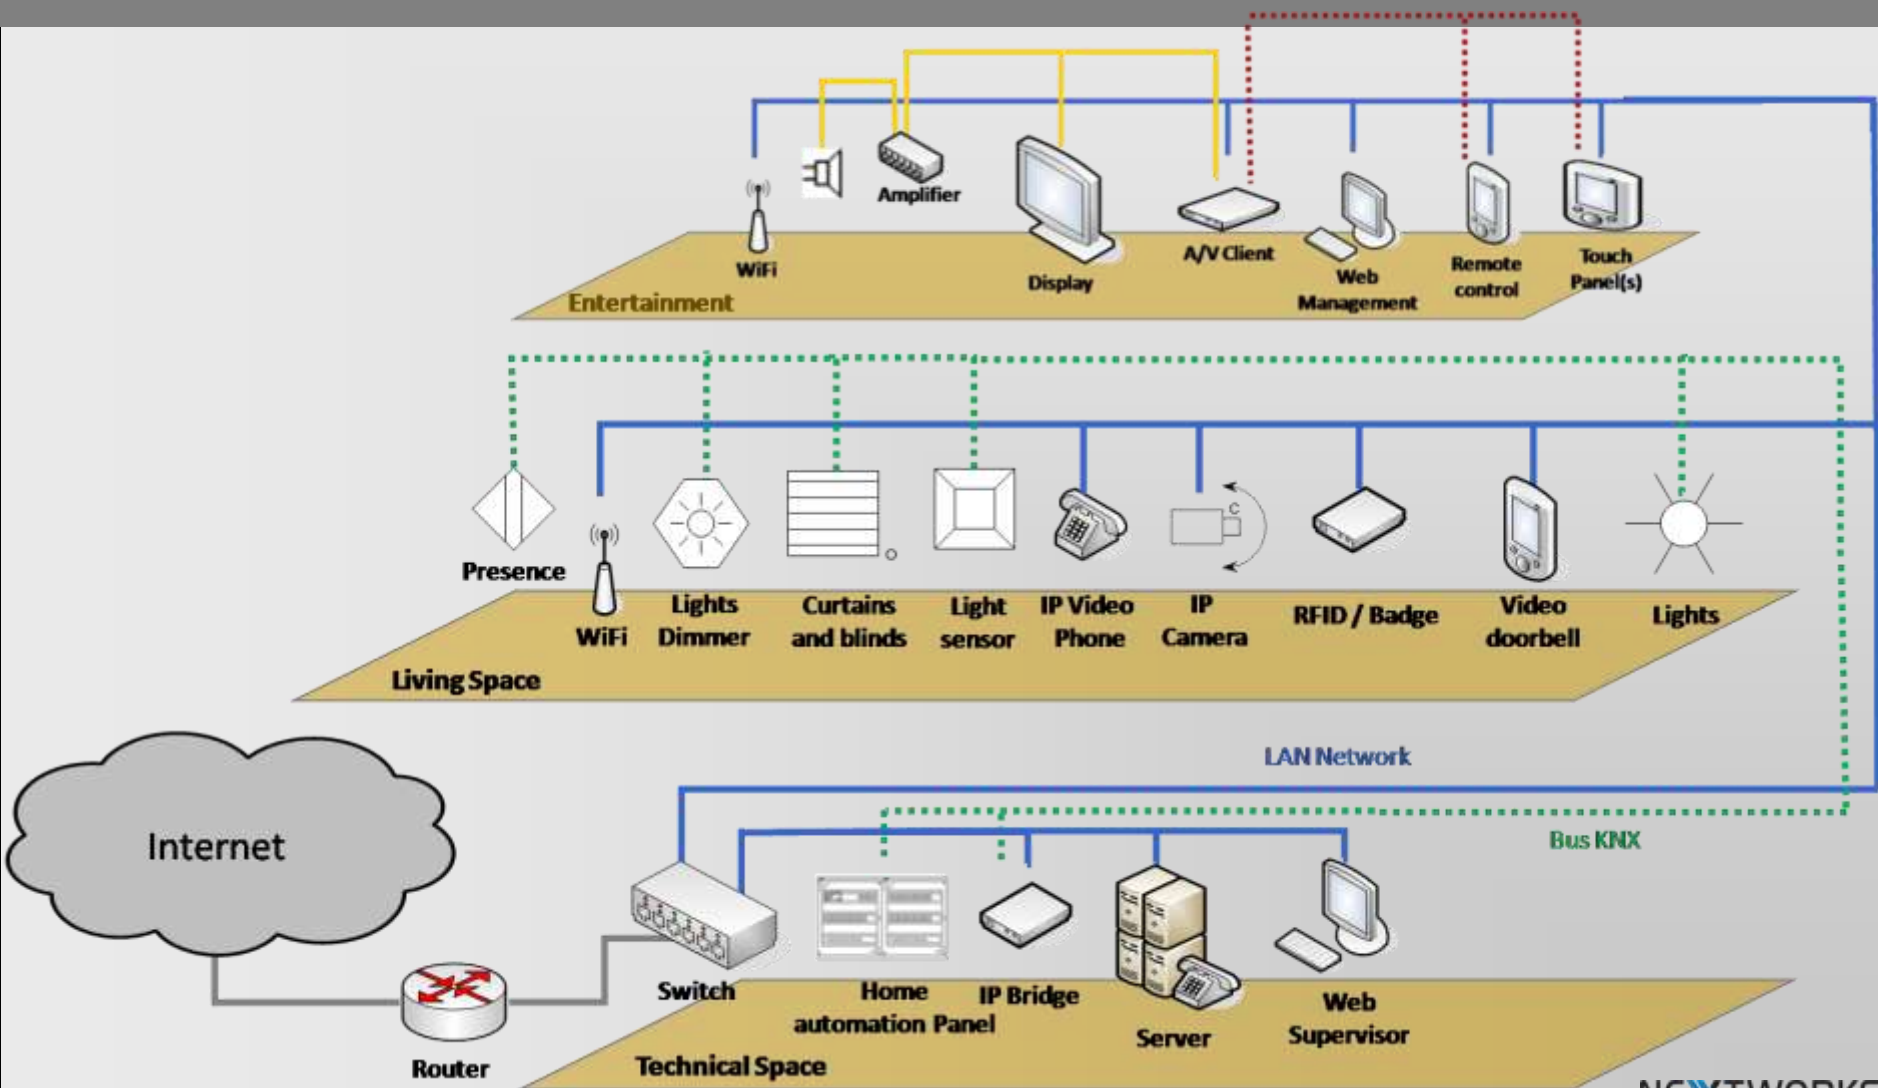 Amplifier
WiFi
Display
A/V Client
Web
Management
Remote
control
Touch
Panel(s)
Entertainment
Presence
WiFi
Lights
Dimmer
Curtains
and blinds
Light
sensor
IP Video
Phone
C
IP
Camera
RFID / Badge
Video
doorbell
Lights
Living Space
LAN Network
Bus KNX
Internet
Router
Switch
Home
automation Panel
IP Bridge
Server
Web
Supervisor
Technical Space
NEXTWORKS